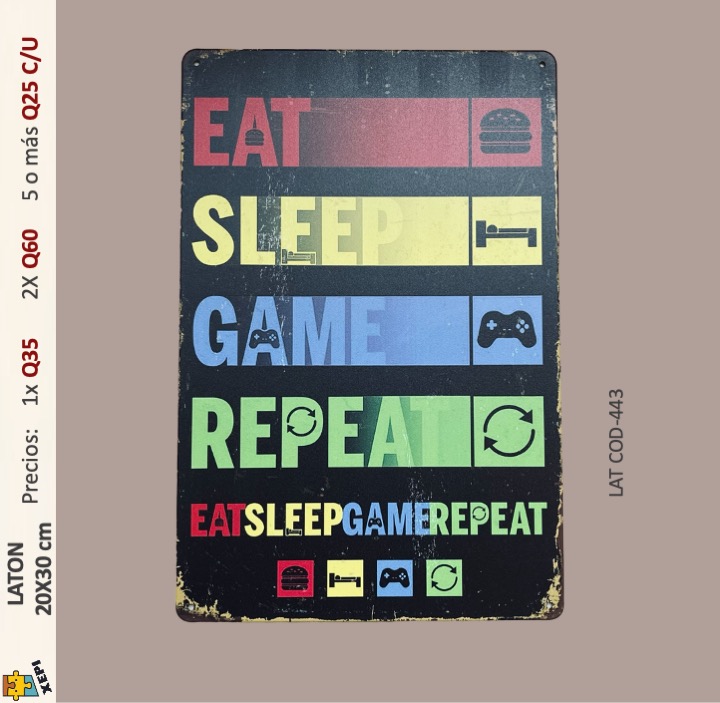 EAT
SLEEP
GAME
REPEAT
EATSLEEPGAMEREPEAT
LATON
20X30 cm
Precios: 1x Q35 2X Q60 5 o más Q25 C/U
XEPI
LAT COD-443